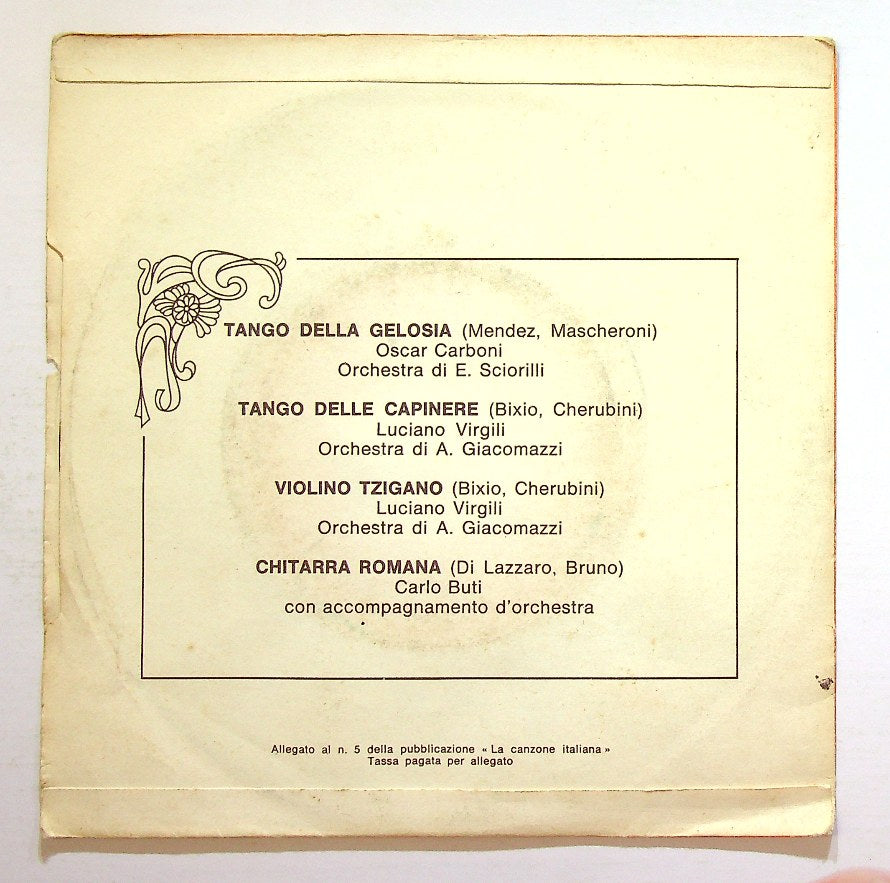 TANGO DELLA GELOSIA (Mendez, Mascheroni)
Oscar Carboni
Orchestra di E. Sciorilli
TANGO DELLE CAPINERE (Bixio, Cherubini)
Luciano Virgili
Orchestra di A. Giacomazzi
VIOLINO TZIGANO (Bixio, Cherubini)
Luciano Virgili
Orchestra di A. Giacomazzi
CHITARRA ROMANA (Di Lazzaro, Bruno)
Carlo Buti
con accompagnamento d'orchestra
Allegato al n. 5 della pubblicazione « La canzone italiana »
Tassa pagata per allegato